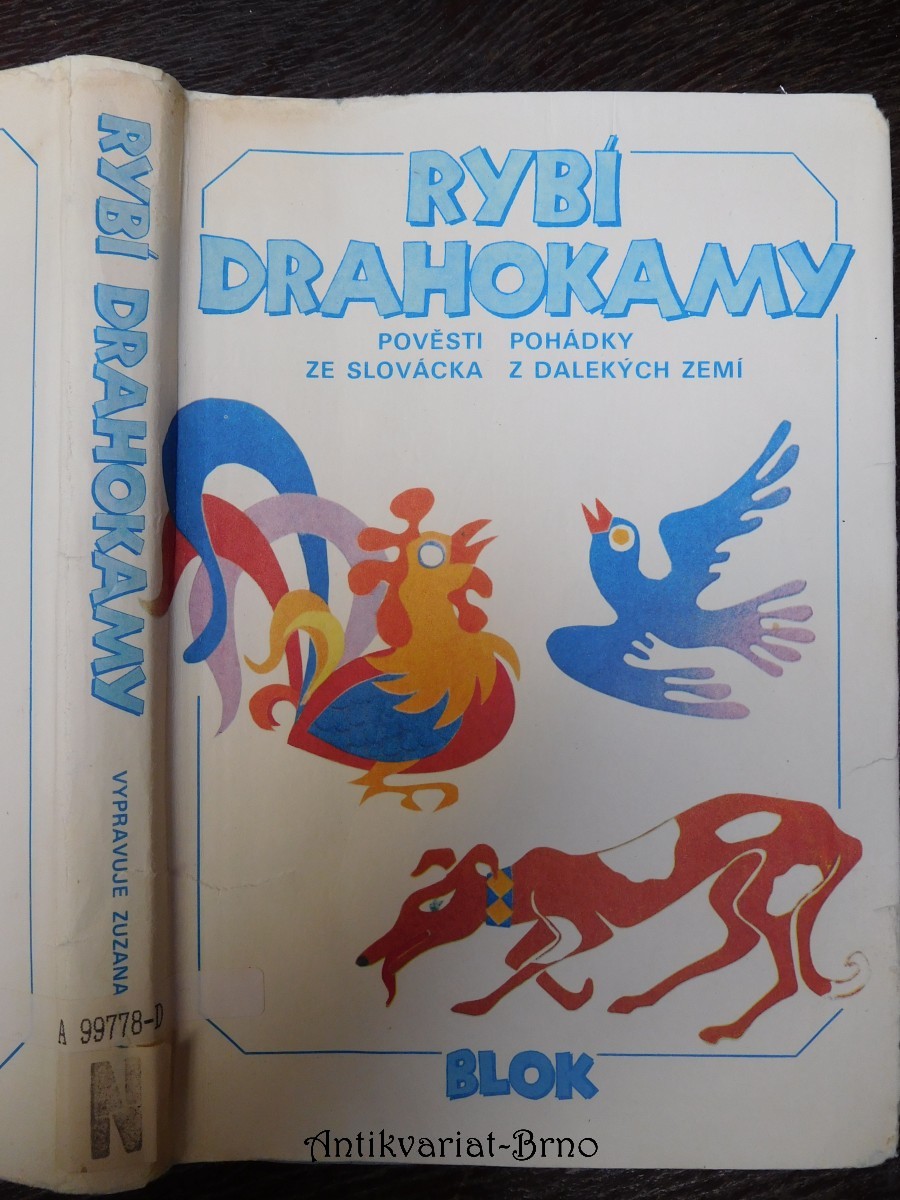 RYBÍ DRAHOKAMY
VYPRAVUJE ZUZANA
A 99778-D
N
RYBÍ
DRAHOKAMY
POVĚSTI POHÁDKY
ZE SLOVÁCKA Z DALEKÝCH ZEMÍ
BLOK
Antikvariat-Brno